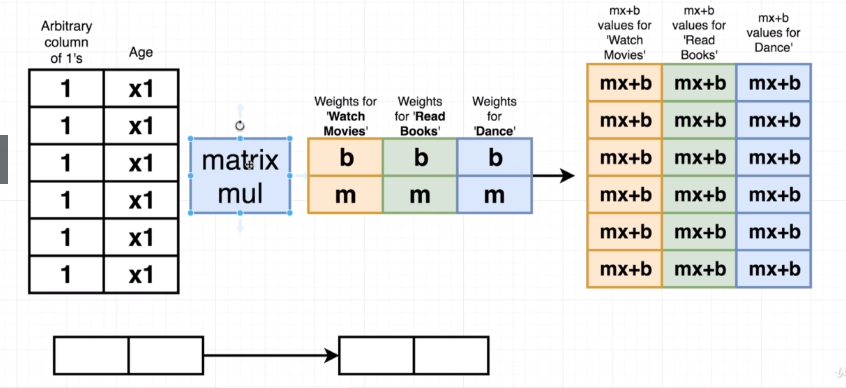 Arbitrary
column
of 1's
Age
1 x1
1 x1
1 x1
1 x1
1 x1
1 x1
matrix
mul
Weights for
'Watch
Movies'
Weights
for 'Read
Books'
Weights
for
'Dance'
b b b
m m m
mx+b
values for
'Watch
Movies'
mx+b
values for
'Read
Books'
mx+b
values for
Dance'
mx+b mx+b mx+b
mx+b mx+b mx+b
mx+b mx+b mx+b
mx+b mx+b mx+b
mx+b mx+b mx+b
mx+b mx+b mx+b